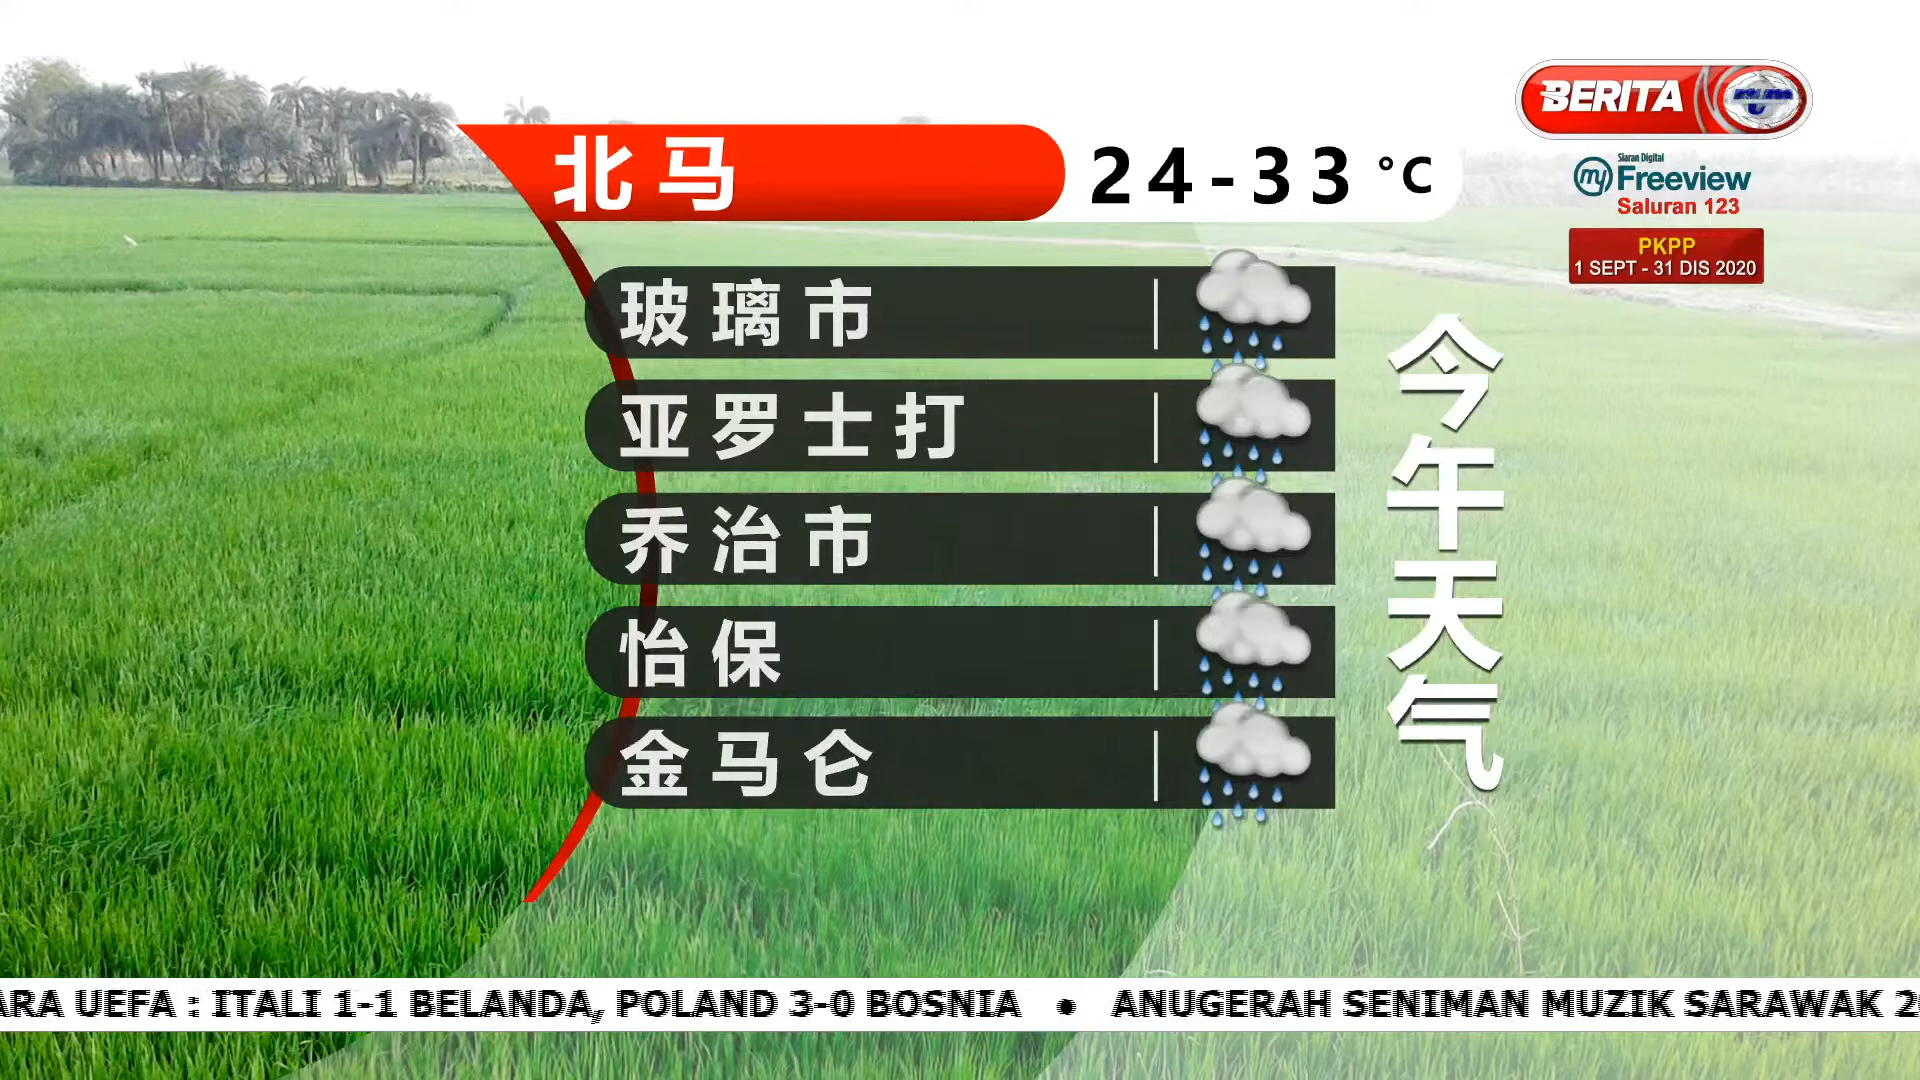 BERITA
Siaran Digital
my Freeview
Saluran 123
PKPP
1 SEPT - 31 DIS 2020
北马 24-33 °C
玻璃市
亚罗士打
乔治市
怡保
金马仑
今午天气
ARA UEFA : ITALI 1-1 BELANDA, POLAND 3-0 BOSNIA • ANUGERAH SENIMAN MUZIK SARAWAK 2